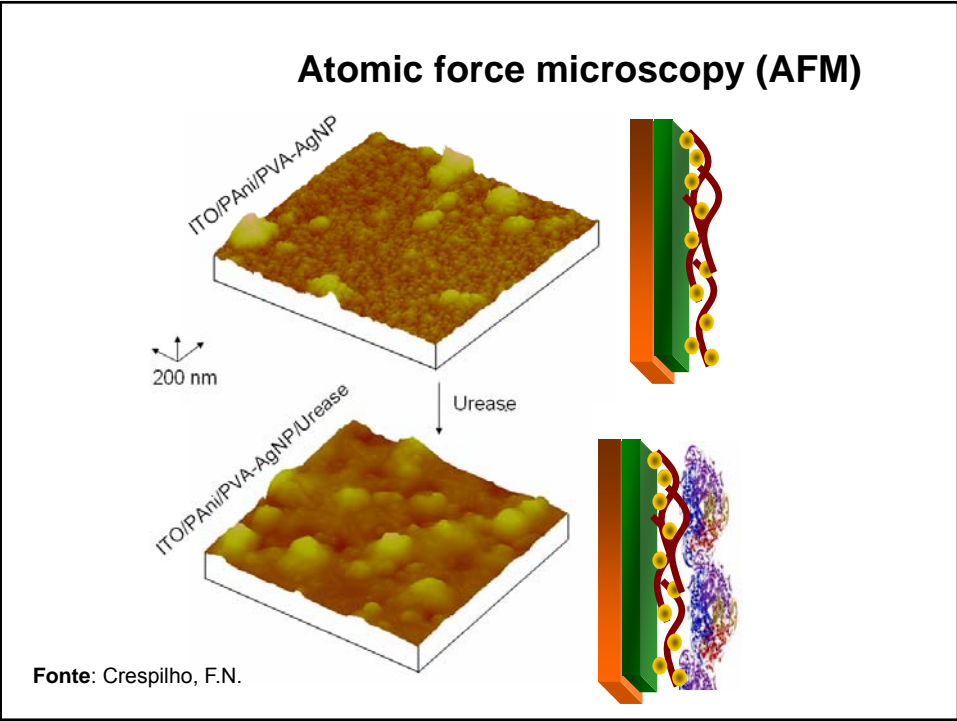 Atomic force microscopy (AFM)
ITO/PAni/PVA-AgNP
200 nm
Urease
ITO/PAni/PVA-AgNP/Urease
Fonte: Crespilho, F.N.